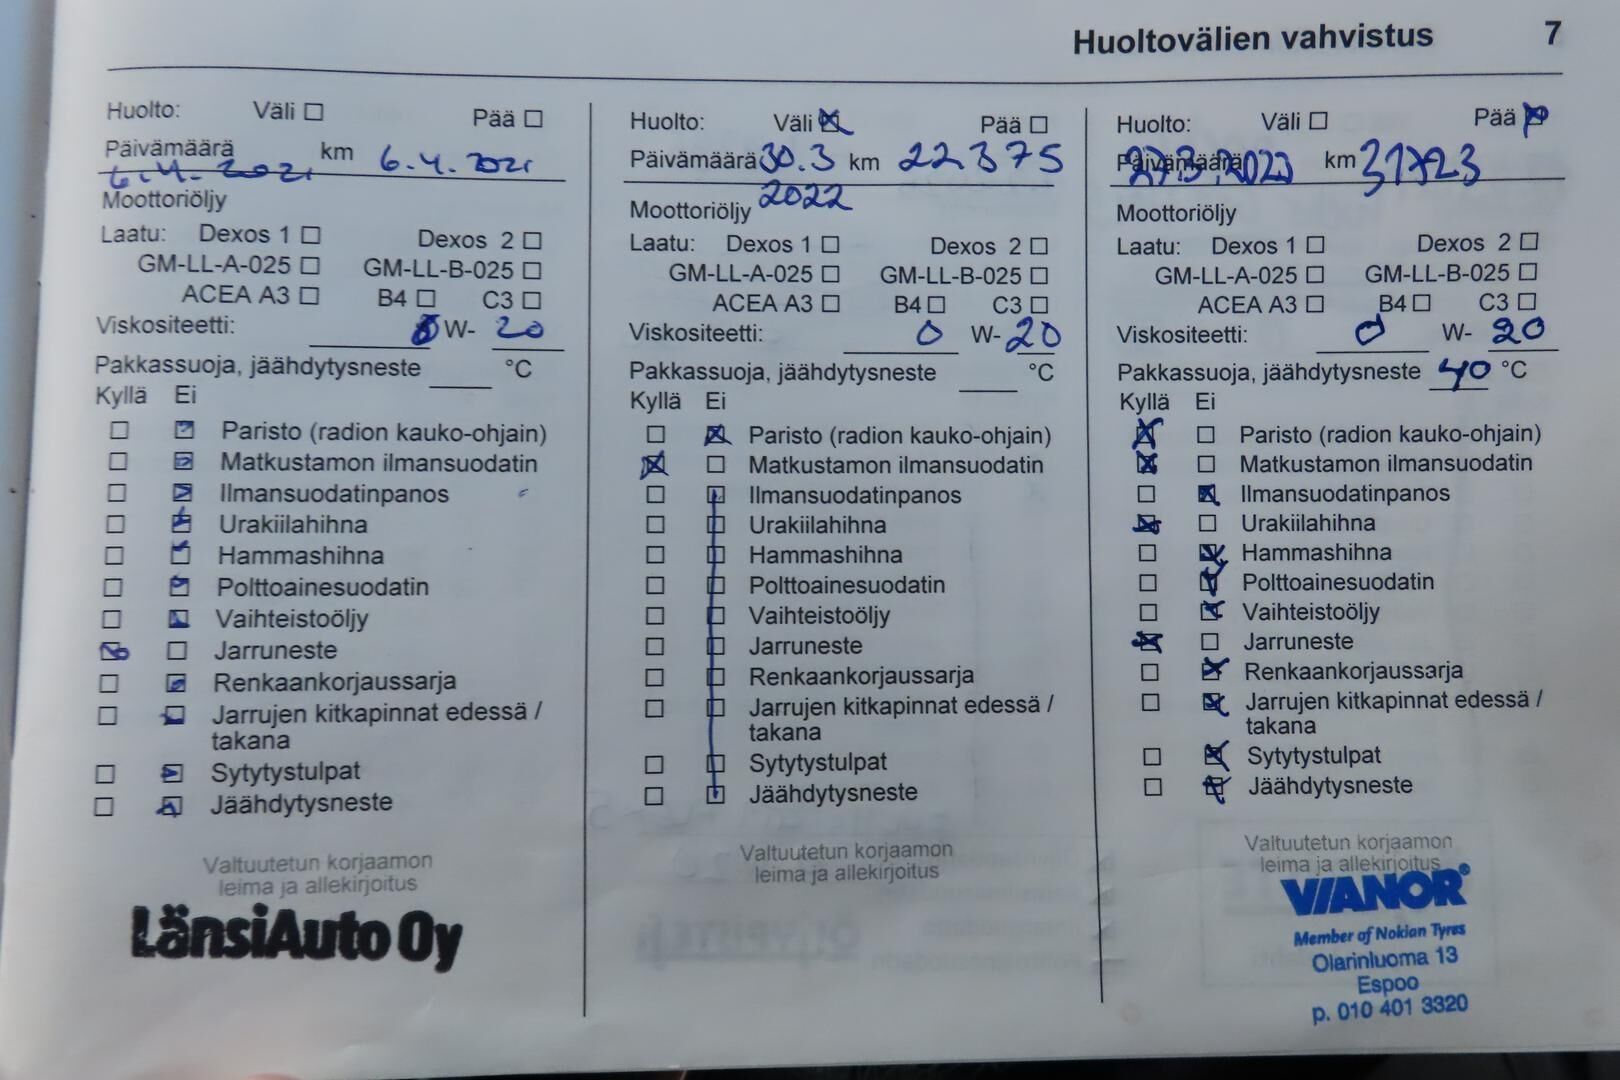 Huoltovälien vahvistus 7
Huolto: Väli ☐ Pää ☐
Päivämäärä 6.4.2021 km 6.4.2021
Moottoriöljy
Laatu: Dexos 1 ☐ Dexos 2 ☐
GM-LL-A-025 ☐ GM-LL-B-025 ☐
ACEA A3 ☐ B4 ☐ C3 ☐
Viskositeetti: 0 W- 20
Pakkassuoja, jäähdytysneste ____ °C
Kyllä Ei
☐ ☒ Paristo (radion kauko-ohjain)
☐ ☒ Matkustamon ilmansuodatin
☐ ☒ Ilmansuodatinpanos
☐ ☒ Urakiilahihna
☐ ☒ Hammashihna
☐ ☒ Polttoainesuodatin
☐ ☒ Vaihteistoöljy
☒ ☐ Jarruneste
☐ ☒ Renkaankorjaussarja
☐ ☒ Jarrujen kitkapinnat edessä /
takana
☐ ☒ Sytytystulpat
☐ ☒ Jäähdytysneste
Valtuutetun korjaamon
leima ja allekirjoitus
LänsiAuto Oy
Huolto: Väli ☒ Pää ☐
Päivämäärä 30.3 km 22375
2022
Moottoriöljy
Laatu: Dexos 1 ☐ Dexos 2 ☐
GM-LL-A-025 ☐ GM-LL-B-025 ☐
ACEA A3 ☐ B4 ☐ C3 ☐
Viskositeetti: 0 W- 20
Pakkassuoja, jäähdytysneste ____ °C
Kyllä Ei
☐ ☒ Paristo (radion kauko-ohjain)
☒ ☐ Matkustamon ilmansuodatin
☐ ☒ Ilmansuodatinpanos
☐ ☒ Urakiilahihna
☐ ☒ Hammashihna
☐ ☒ Polttoainesuodatin
☐ ☒ Vaihteistoöljy
☐ ☒ Jarruneste
☐ ☒ Renkaankorjaussarja
☐ ☒ Jarrujen kitkapinnat edessä /
takana
☐ ☒ Sytytystulpat
☐ ☒ Jäähdytysneste
Valtuutetun korjaamon
leima ja allekirjoitus
Huolto: Väli ☐ Pää ☒
Päivämäärä 27.3.2023 km 31723
Moottoriöljy
Laatu: Dexos 1 ☐ Dexos 2 ☐
GM-LL-A-025 ☐ GM-LL-B-025 ☐
ACEA A3 ☐ B4 ☐ C3 ☐
Viskositeetti: 0 W- 20
Pakkassuoja, jäähdytysneste 40 °C
Kyllä Ei
☒ ☐ Paristo (radion kauko-ohjain)
☒ ☐ Matkustamon ilmansuodatin
☐ ☒ Ilmansuodatinpanos
☒ ☐ Urakiilahihna
☐ ☒ Hammashihna
☐ ☒ Polttoainesuodatin
☐ ☒ Vaihteistoöljy
☒ ☐ Jarruneste
☐ ☒ Renkaankorjaussarja
☐ ☒ Jarrujen kitkapinnat edessä /
takana
☐ ☒ Sytytystulpat
☐ ☒ Jäähdytysneste
Valtuutetun korjaamon
leima ja allekirjoitus
VIANOR®
Member of Nokian Tyres
Olarinluoma 13
Espoo
p. 010 401 3320